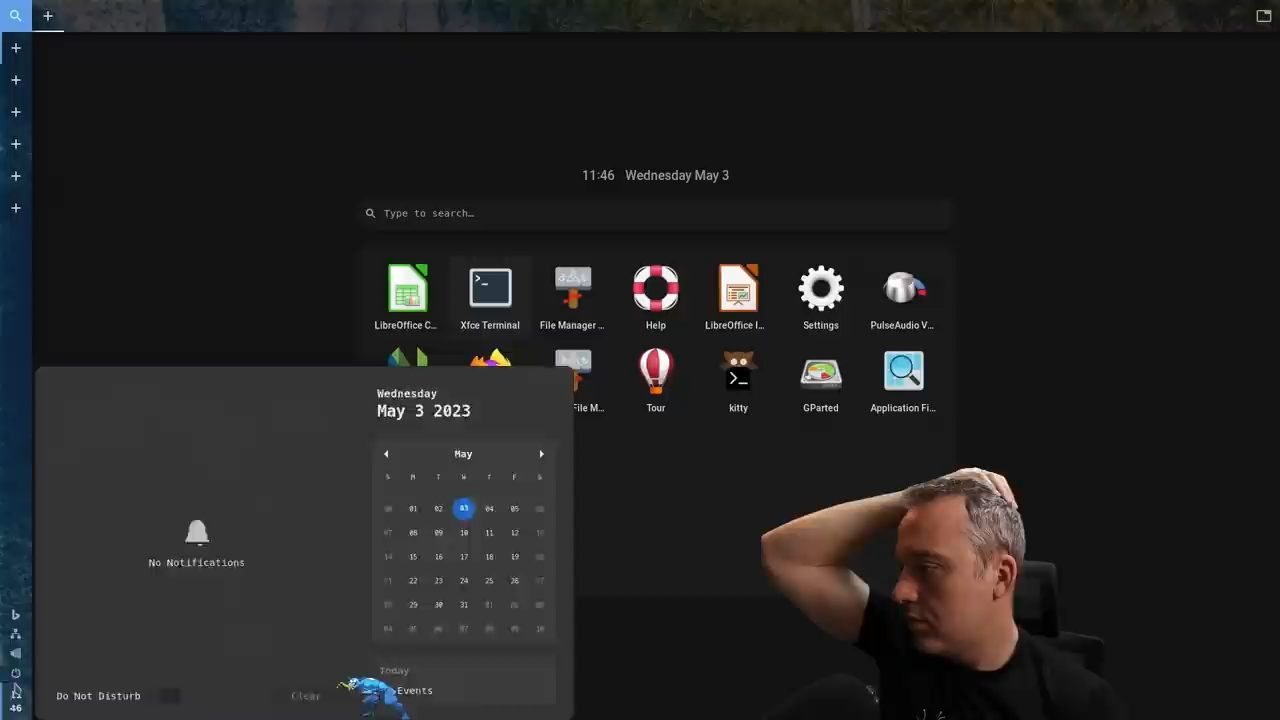 11:46 Wednesday May 3
Type to search…
LibreOffice C…
Xfce Terminal
File Manager …
Help
LibreOffice I…
Settings
PulseAudio V…
File M…
Tour
kitty
GParted
Application Fi…
Wednesday
May 3 2023
May
S M T W T F S
01 02 03 04 05
07 08 09 10 11 12
14 15 16 17 18 19
22 23 24 25 26
29 30 31 01
No Notifications
Today
Events
Do Not Disturb
Clear
46